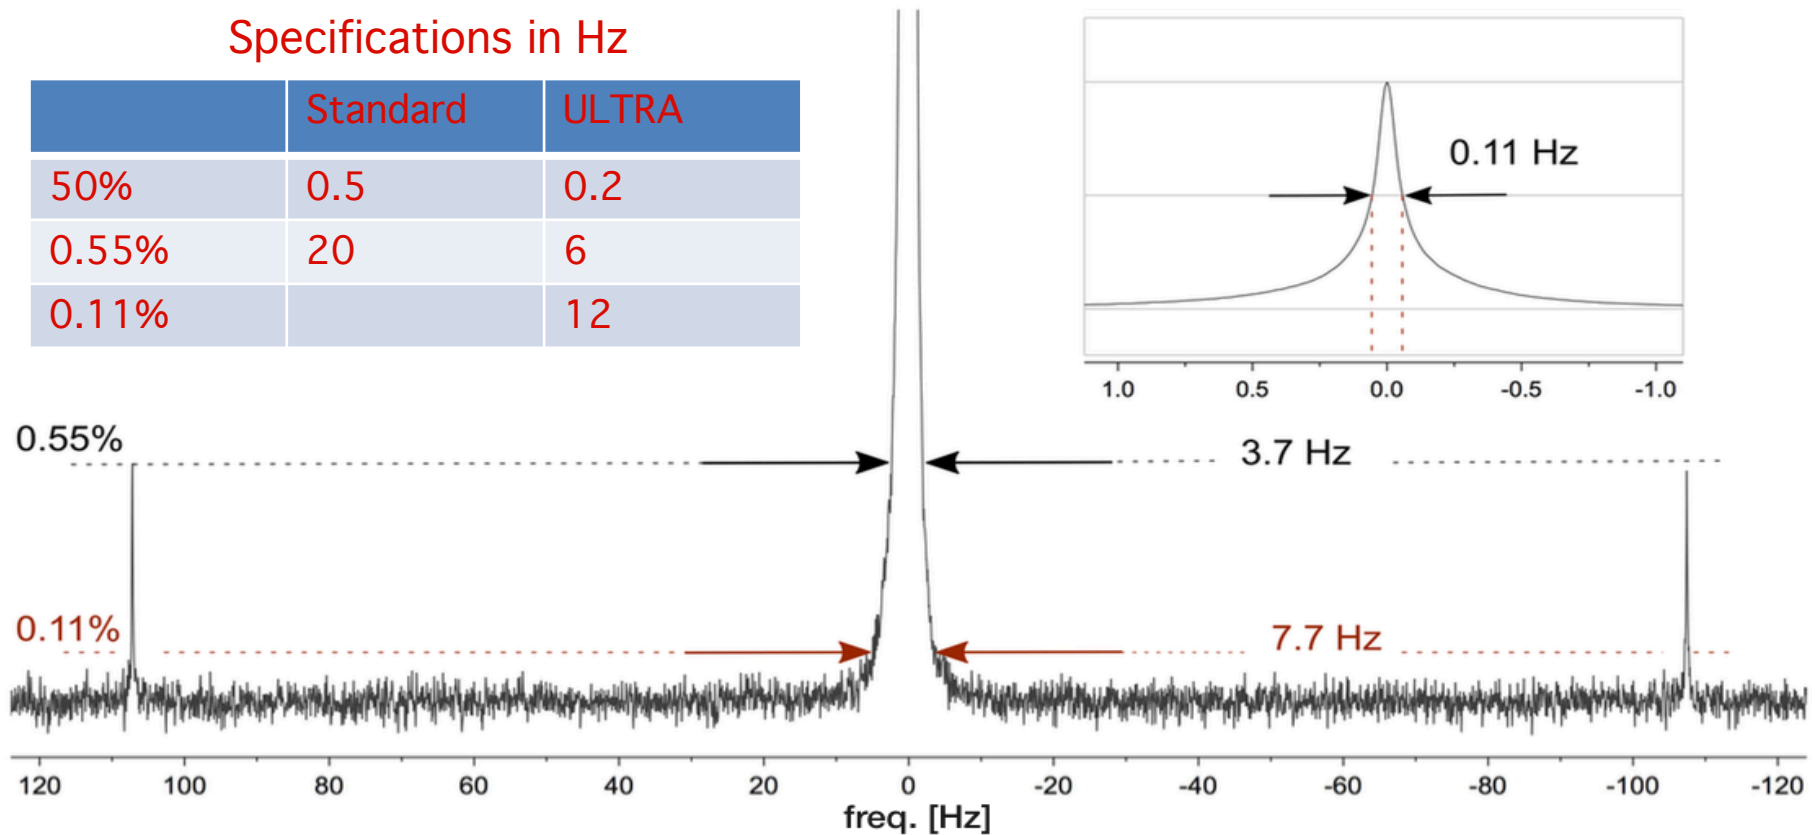 Specifications in Hz
Standard ULTRA
50% 0.5 0.2
0.55% 20 6
0.11% 12
0.11 Hz
1.0 0.5 0.0 -0.5 -1.0
0.55%
3.7 Hz
0.11%
7.7 Hz
120 100 80 60 40 20 0 -20 -40 -60 -80 -100 -120
freq. [Hz]